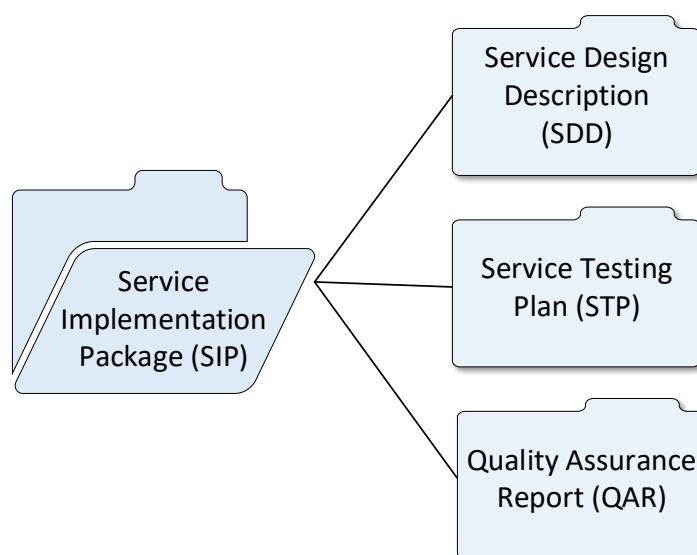 Service Design
Description
(SDD)
Service
Implementation
Package (SIP)
Service Testing
Plan (STP)
Quality Assurance
Report (QAR)